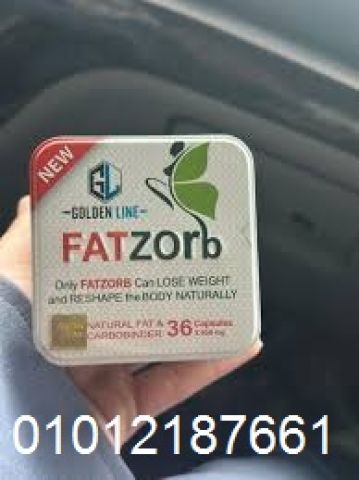 NEW
GL
-GOLDEN LINE-
FATZORB
Only FATZORB Can LOSE WEIGHT
and RESHAPE the BODY NATURALLY
NATURAL FAT & CARBOBINDER: 36 Capsules
01012187661